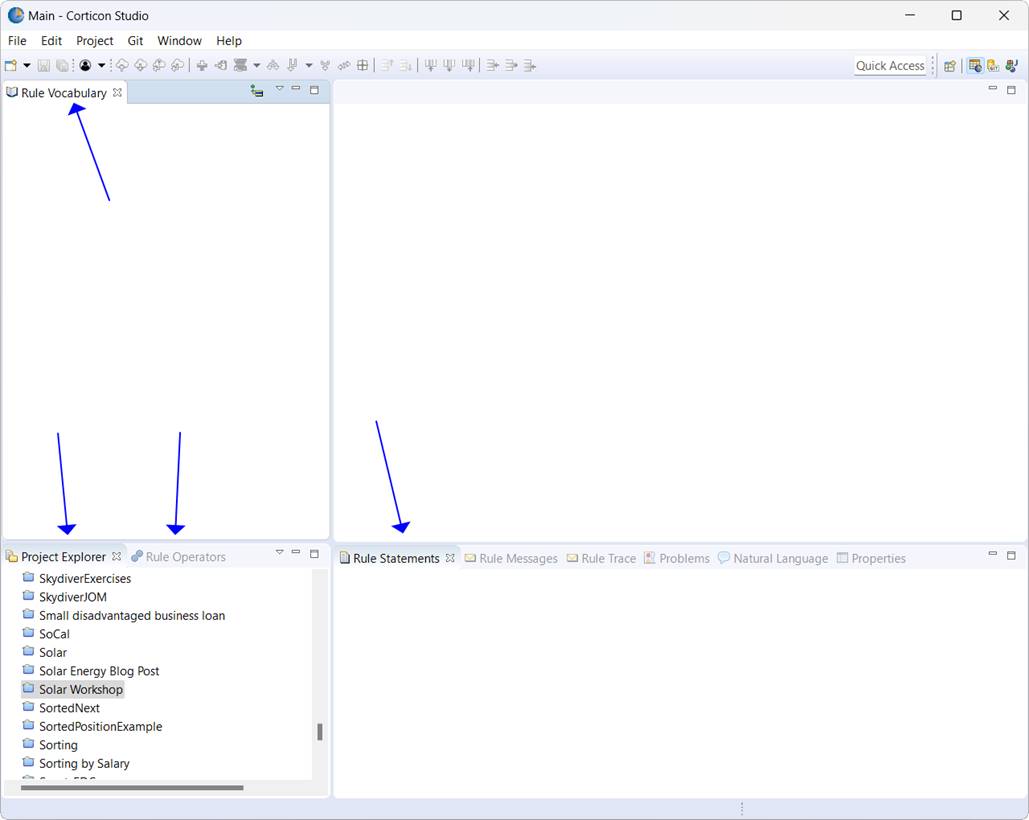 Main - Corticon Studio
File Edit Project Git Window Help
Quick Access
Rule Vocabulary
Project Explorer Rule Operators
SkydiverExercises
SkydiverJOM
Small disadvantaged business loan
SoCal
Solar
Solar Energy Blog Post
Solar Workshop
SortedNext
SortedPositionExample
Sorting
Sorting by Salary
Rule Statements Rule Messages Rule Trace Problems Natural Language Properties